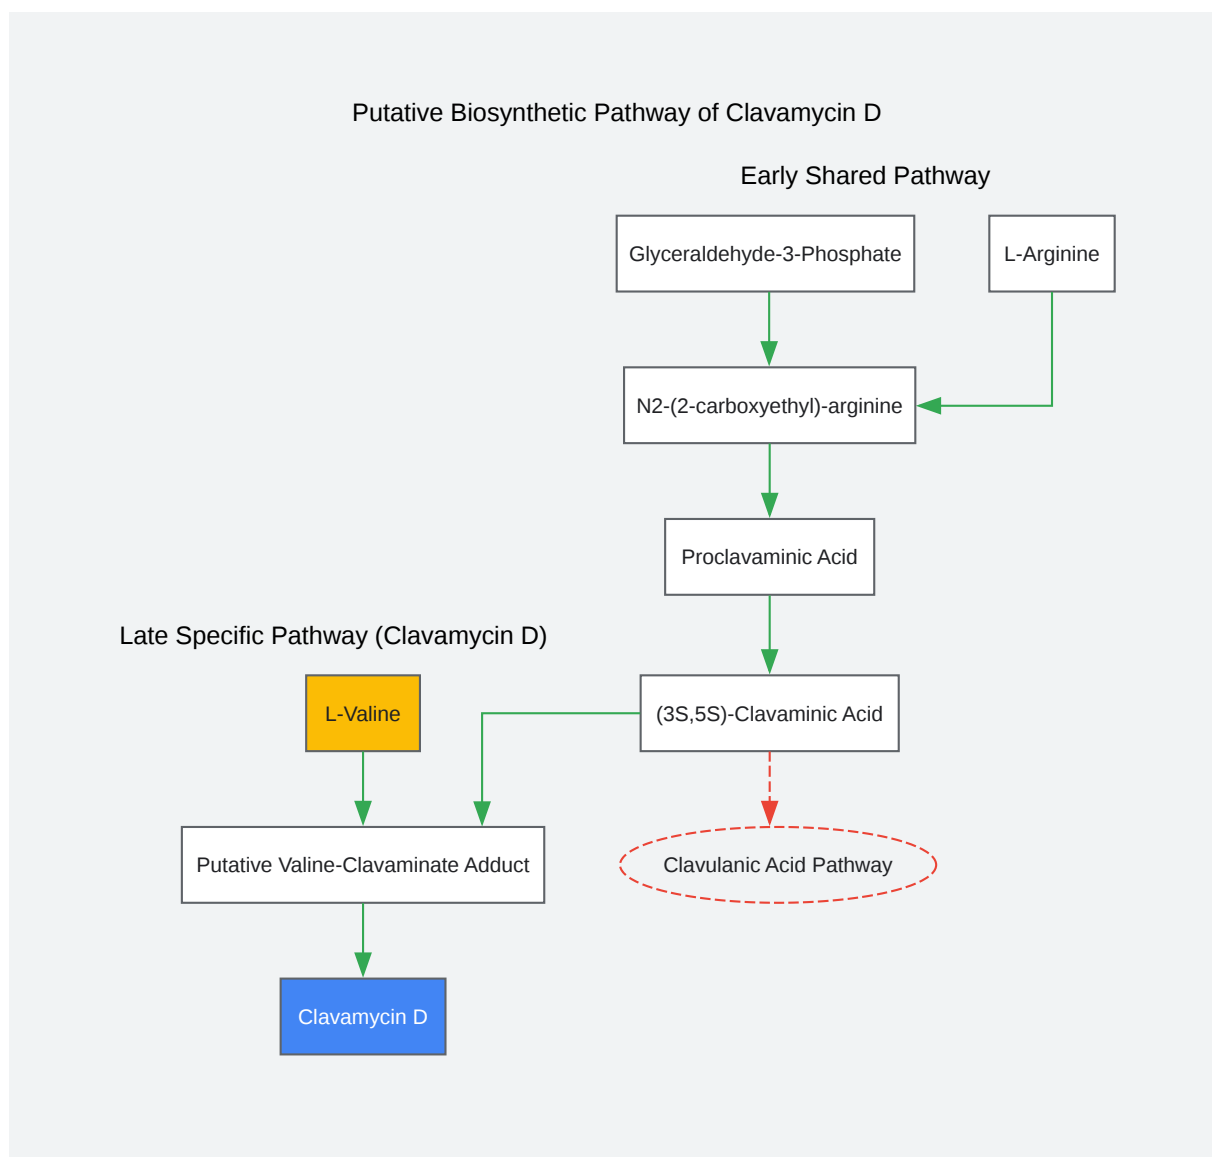 Putative Biosynthetic Pathway of Clavamycin D
Early Shared Pathway
Glyceraldehyde-3-Phosphate
L-Arginine
N2-(2-carboxyethyl)-arginine
Proclavaminic Acid
Late Specific Pathway (Clavamycin D)
L-Valine
(3S,5S)-Clavaminic Acid
Putative Valine-Clavaminate Adduct
Clavulanic Acid Pathway
Clavamycin D